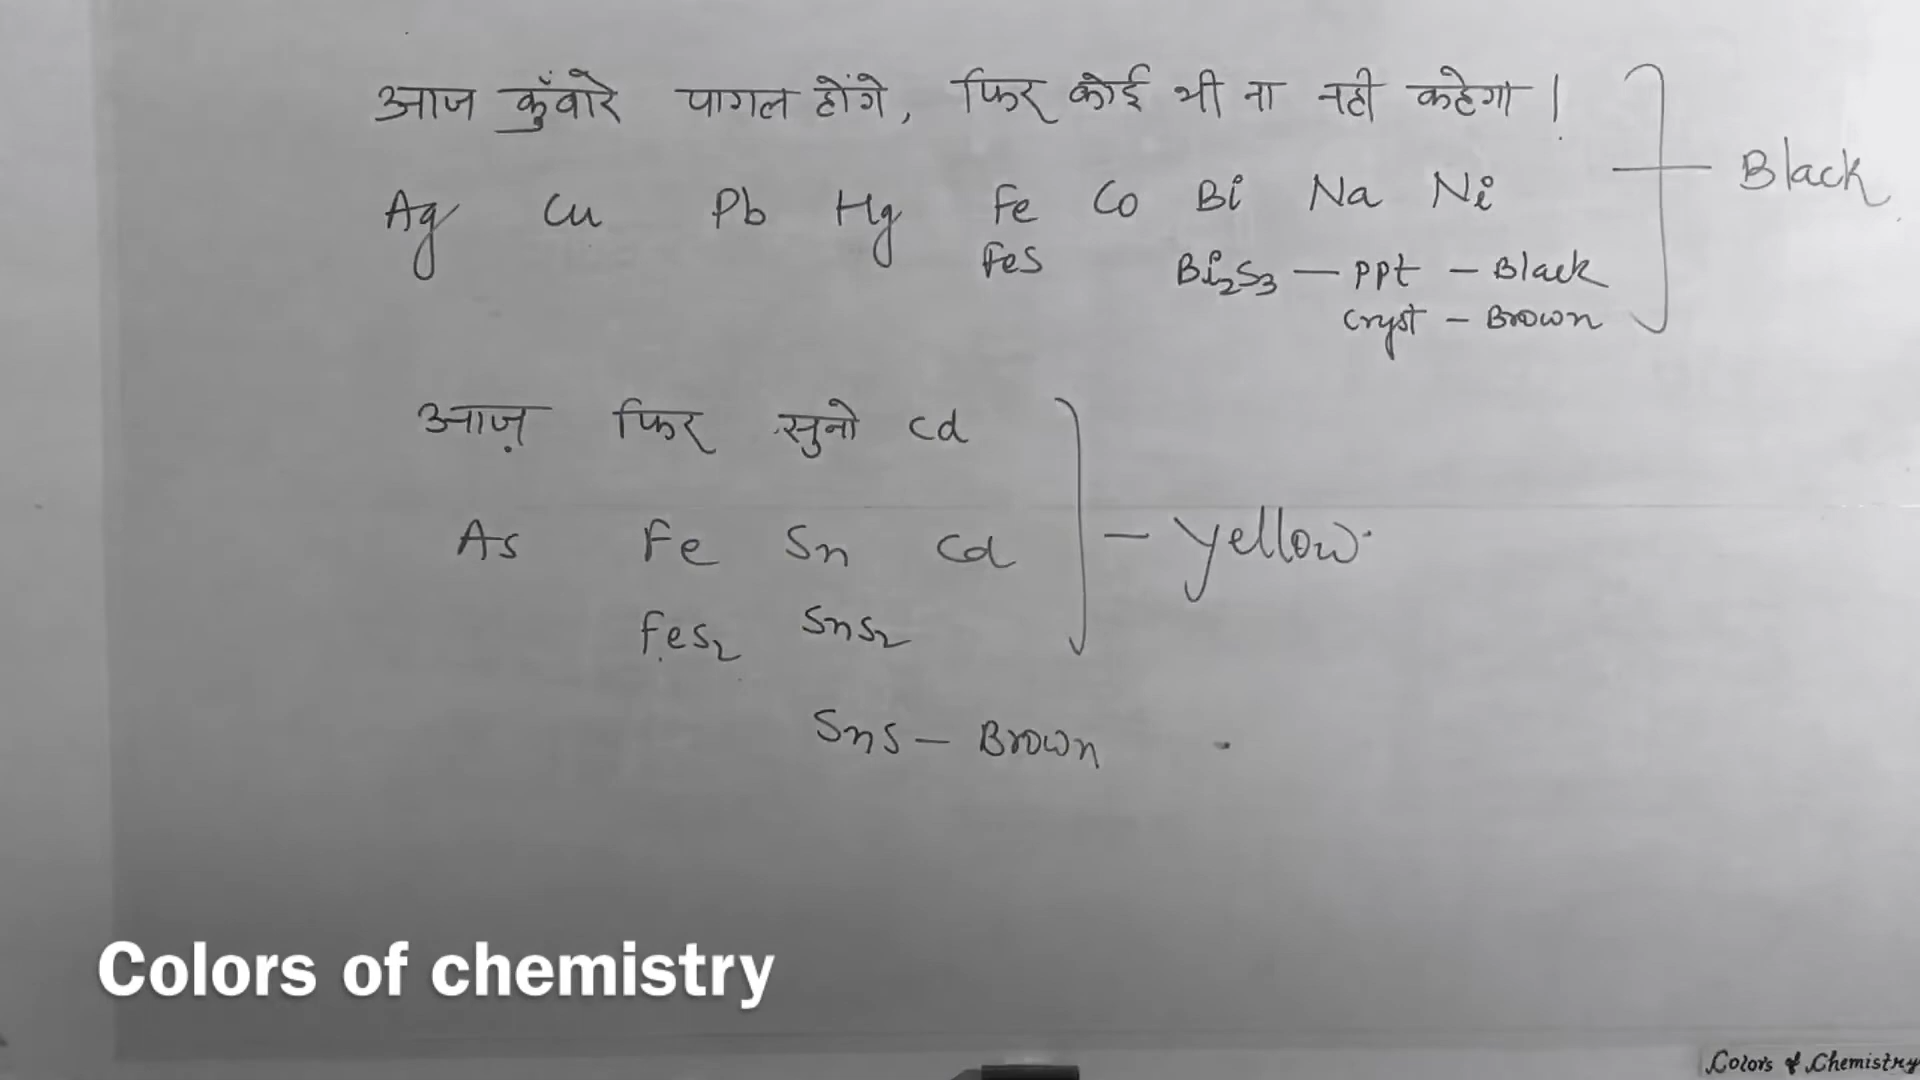 आज कुँवारे पागल होंगे, फिर कोई भी ना नही कहेगा।
Ag Cu Pb Hg Fe Co Bi Na Ni
Black
FeS Bi₂S₃ — PPt — Black
Cryst — Brown
आज़ फिर सुनो Cd
As Fe Sn Cd — Yellow
FeS₂ SnS₂
SnS — Brown
Colors of chemistry
Colors of Chemistry